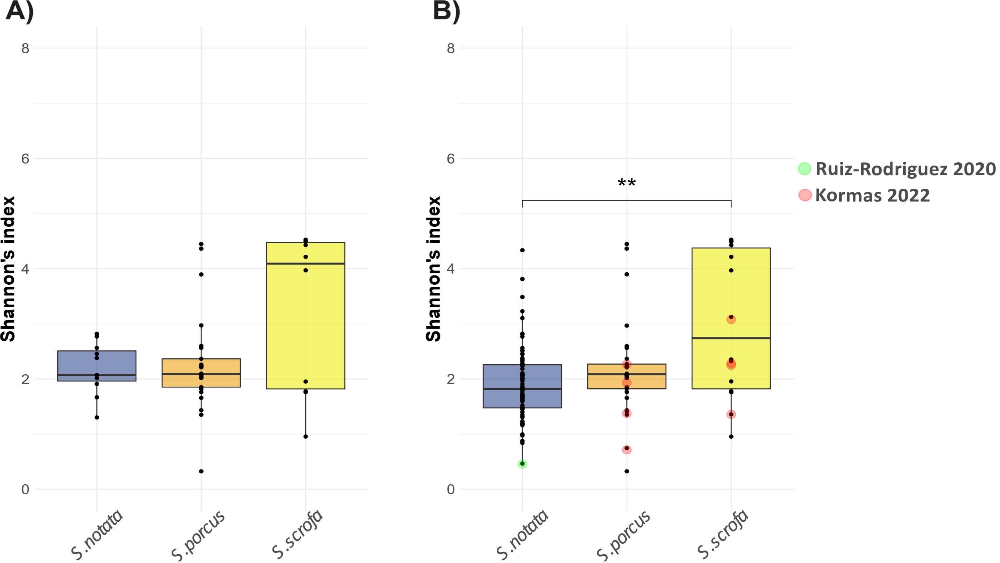 A)
8
6
4
2
0
Shannon's index
S.notata
S.porcus
S.scrofa
B)
8
6
4
2
0
Shannon's index
**
S.notata
S.porcus
S.scrofa
Ruiz-Rodriguez 2020
Kormas 2022